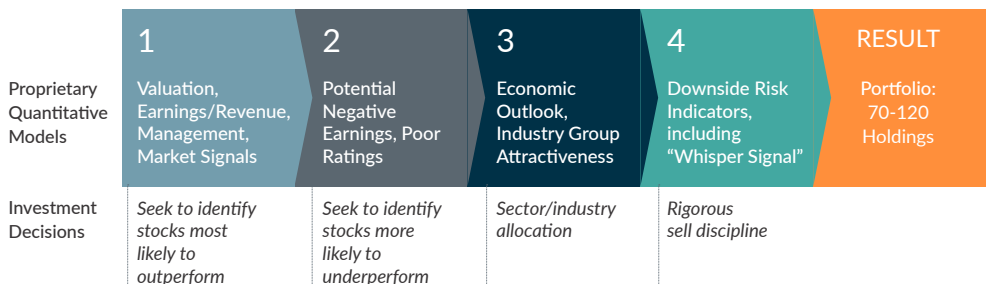 1
2
3
4
RESULT
Proprietary
Quantitative
Models
Valuation,
Earnings/Revenue,
Management,
Market Signals
Potential
Negative
Earnings, Poor
Ratings
Economic
Outlook,
Industry Group
Attractiveness
Downside Risk
Indicators,
including
“Whisper Signal”
Portfolio:
70-120
Holdings
Investment
Decisions
Seek to identify
stocks most
likely to
outperform
Seek to identify
stocks more
likely to
underperform
Sector/industry
allocation
Rigorous
sell discipline